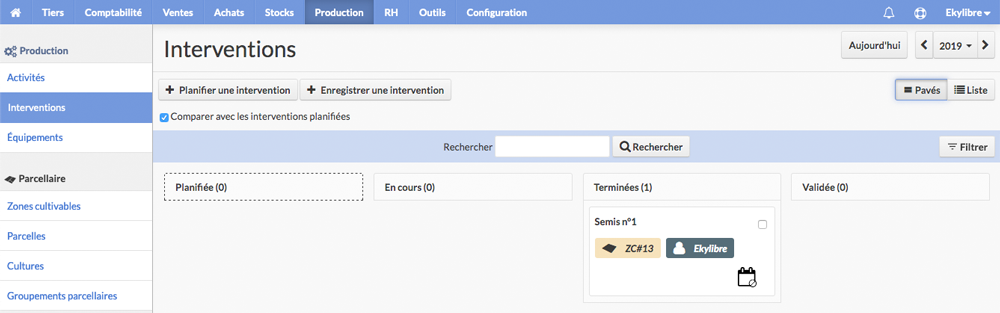 Tiers Comptabilité Ventes Achats Stocks Production RH Outils Configuration Ekylibre
Production
Activités
Interventions
Équipements
Parcellaire
Zones cultivables
Parcelles
Cultures
Groupements parcellaires
Interventions
Aujourd'hui 2019
Planifier une intervention Enregistrer une intervention Pavés Liste
Comparer avec les interventions planifiées
Rechercher Rechercher Filtrer
Planifiée (0) En cours (0) Terminées (1) Validée (0)
Semis n°1
ZC#13 Ekylibre